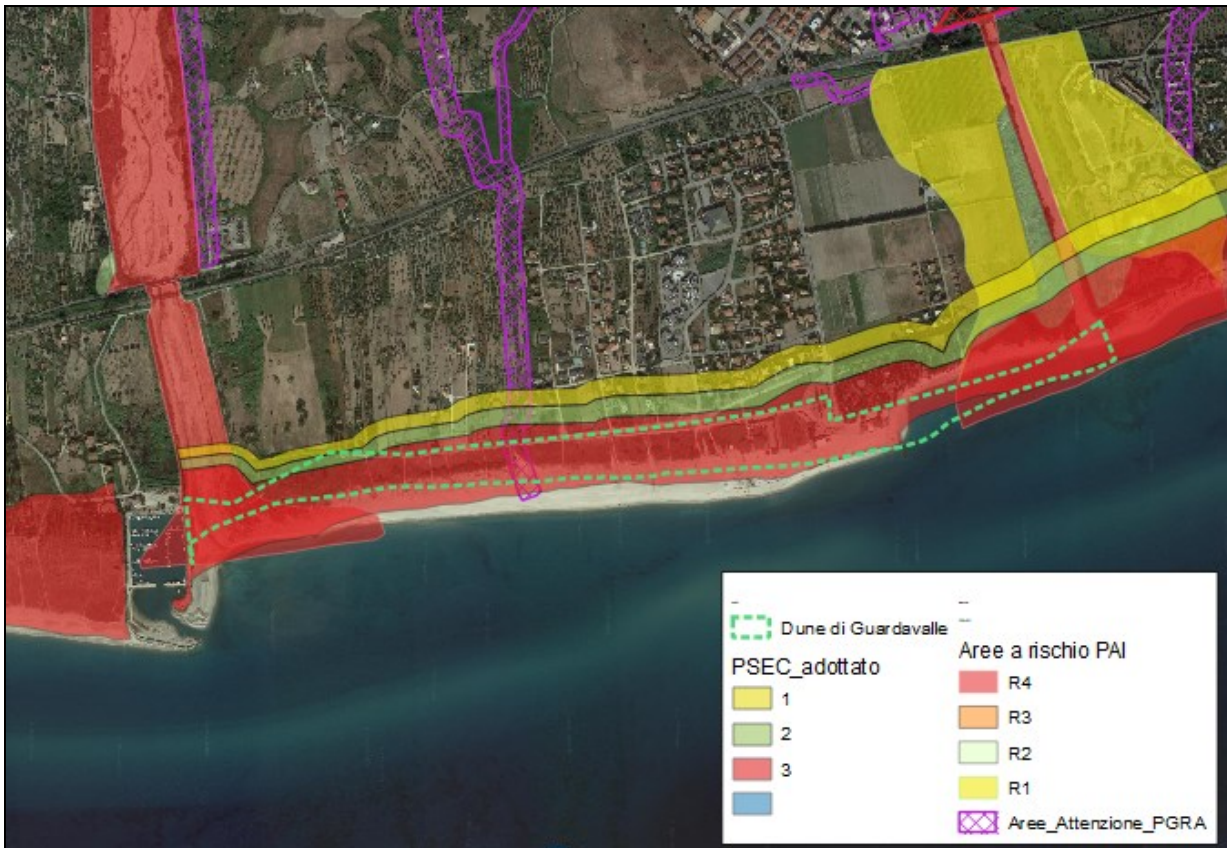 Dune di Guardavalle
PSEC_adottato
1
2
3
Aree a rischio PAI
R4
R3
R2
R1
Aree_Attenzione_PGRA